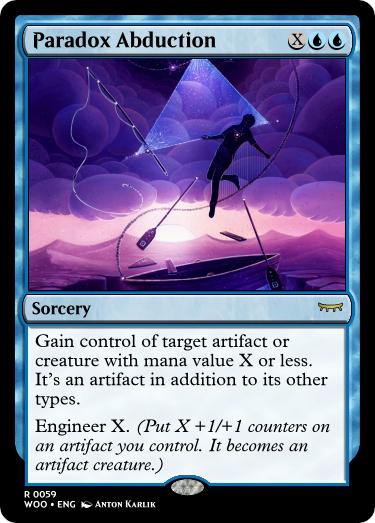 Paradox Abduction XUU
Sorcery
Gain control of target artifact or
creature with mana value X or less.
It's an artifact in addition to its other
types.
Engineer X. (Put X +1/+1 counters on
an artifact you control. It becomes an
artifact creature.)
R 0059
WOO • ENG Anton Karlik